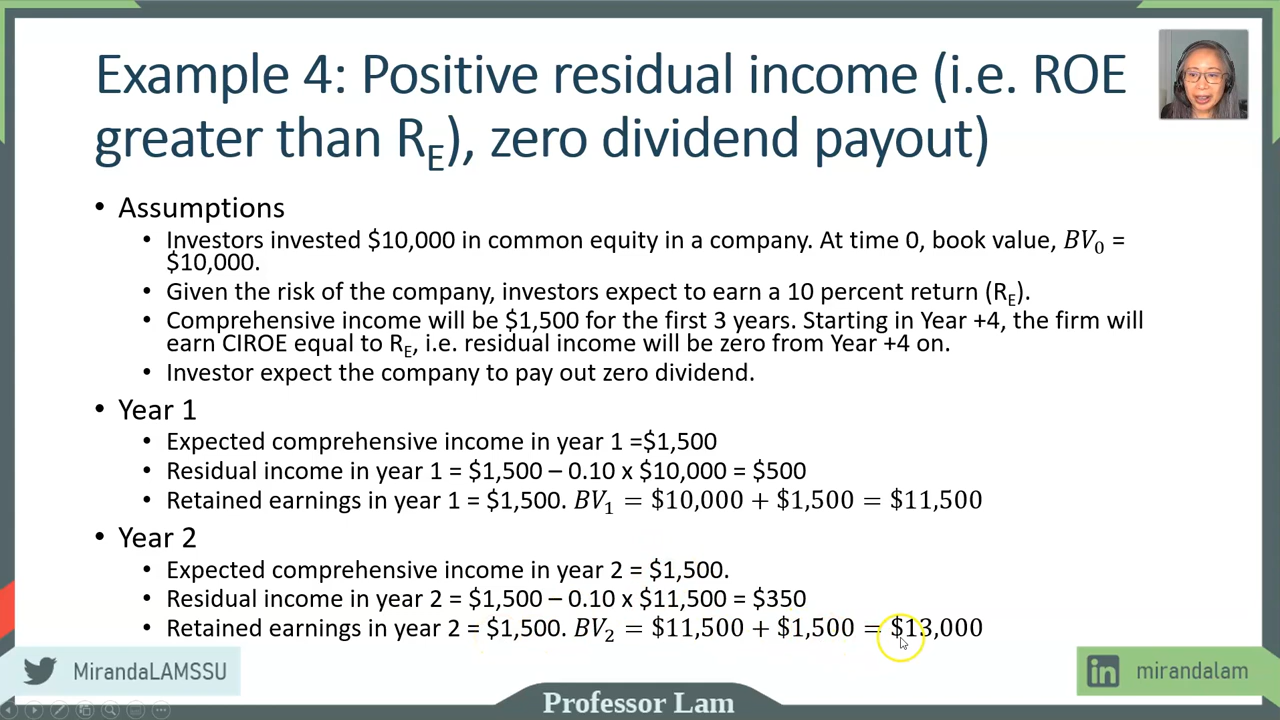 Example 4: Positive residual income (i.e. ROE
greater than R_E), zero dividend payout)
• Assumptions
• Investors invested $10,000 in common equity in a company. At time 0, book value, BV₀ =
$10,000.
• Given the risk of the company, investors expect to earn a 10 percent return (R_E).
• Comprehensive income will be $1,500 for the first 3 years. Starting in Year +4, the firm will
earn CIROE equal to R_E, i.e. residual income will be zero from Year +4 on.
• Investor expect the company to pay out zero dividend.
• Year 1
• Expected comprehensive income in year 1 =$1,500
• Residual income in year 1 = $1,500 – 0.10 x $10,000 = $500
• Retained earnings in year 1 = $1,500. BV₁ = $10,000 + $1,500 = $11,500
• Year 2
• Expected comprehensive income in year 2 = $1,500.
• Residual income in year 2 = $1,500 – 0.10 x $11,500 = $350
• Retained earnings in year 2 = $1,500. BV₂ = $11,500 + $1,500 = $13,000
MirandaLAMSSU
Professor Lam
in mirandalam